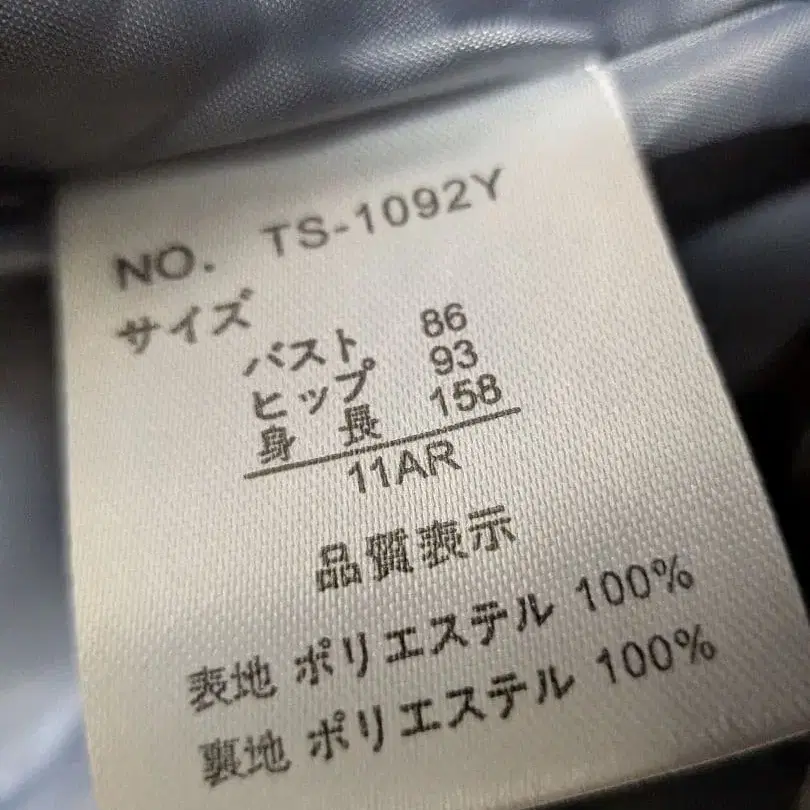 NO. TS-1092Y
サイズ
バスト 86
ヒップ 93
身 長 158
11AR
品質表示
表地 ポリエステル 100%
裏地 ポリエステル 100%